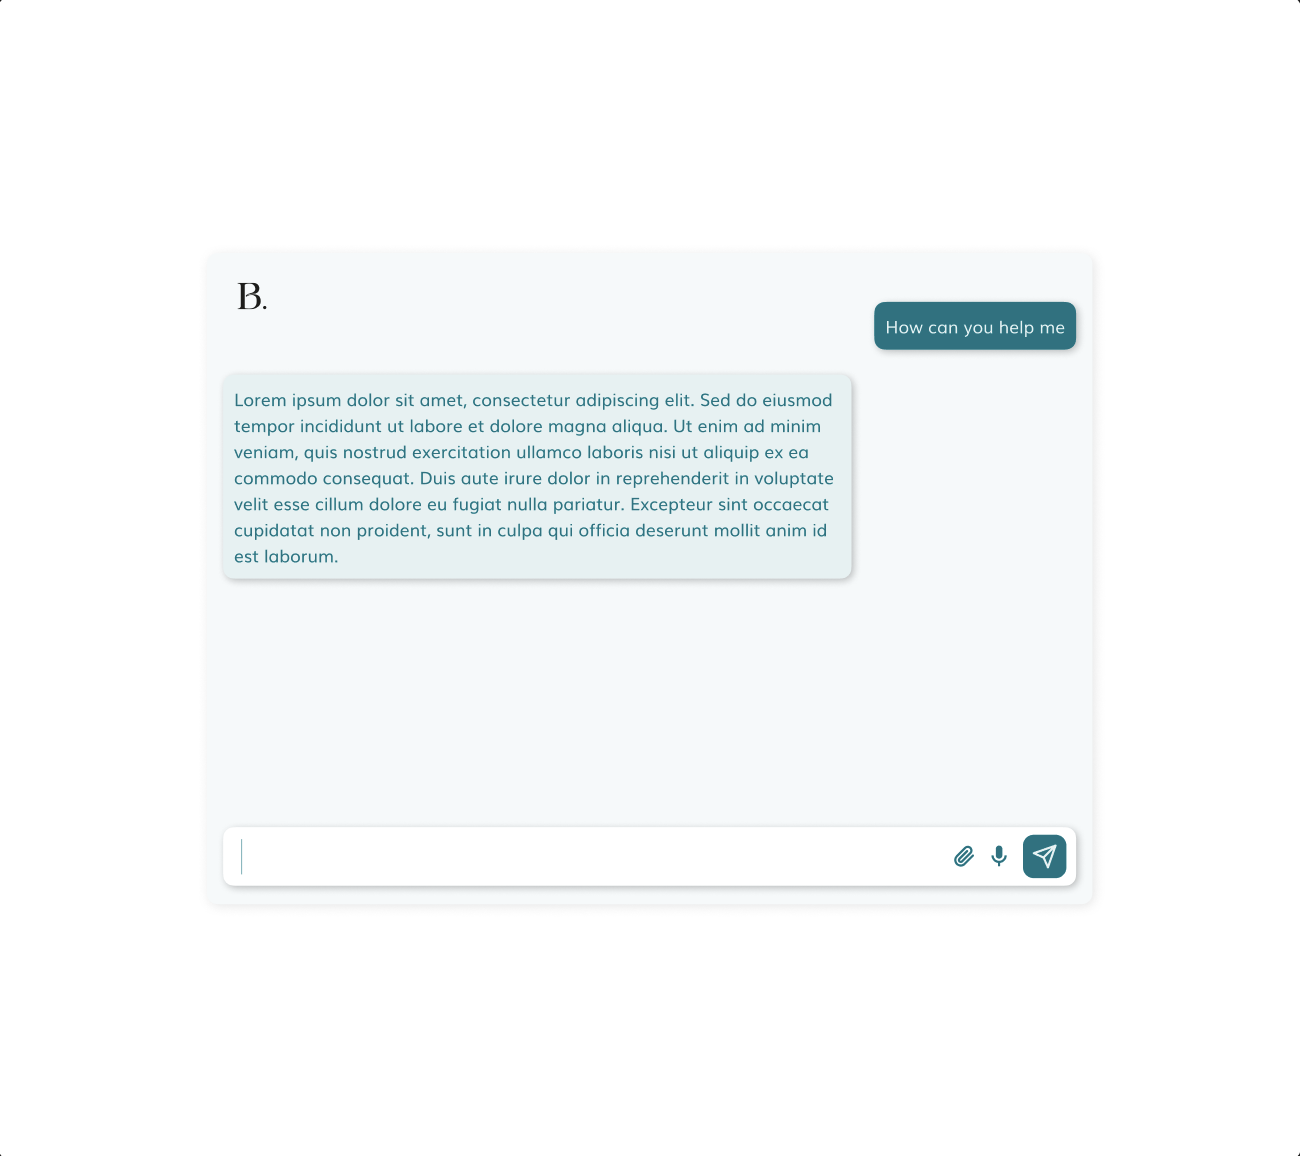 B.
How can you help me
Lorem ipsum dolor sit amet, consectetur adipiscing elit. Sed do eiusmod
tempor incididunt ut labore et dolore magna aliqua. Ut enim ad minim
veniam, quis nostrud exercitation ullamco laboris nisi ut aliquip ex ea
commodo consequat. Duis aute irure dolor in reprehenderit in voluptate
velit esse cillum dolore eu fugiat nulla pariatur. Excepteur sint occaecat
cupidatat non proident, sunt in culpa qui officia deserunt mollit anim id
est laborum.